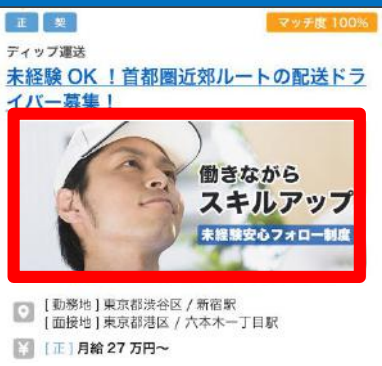 正 契 マッチ度 100%
ディップ運送
未経験 OK ！首都圏近郊ルートの配送ドラ
イバー募集！
働きながら
スキルアップ
未経験安心フォロー制度
[ 勤務地 ] 東京都渋谷区 / 新宿駅
[ 面接地 ] 東京都港区 / 六本木一丁目駅
¥ [ 正 ] 月給 27 万円～